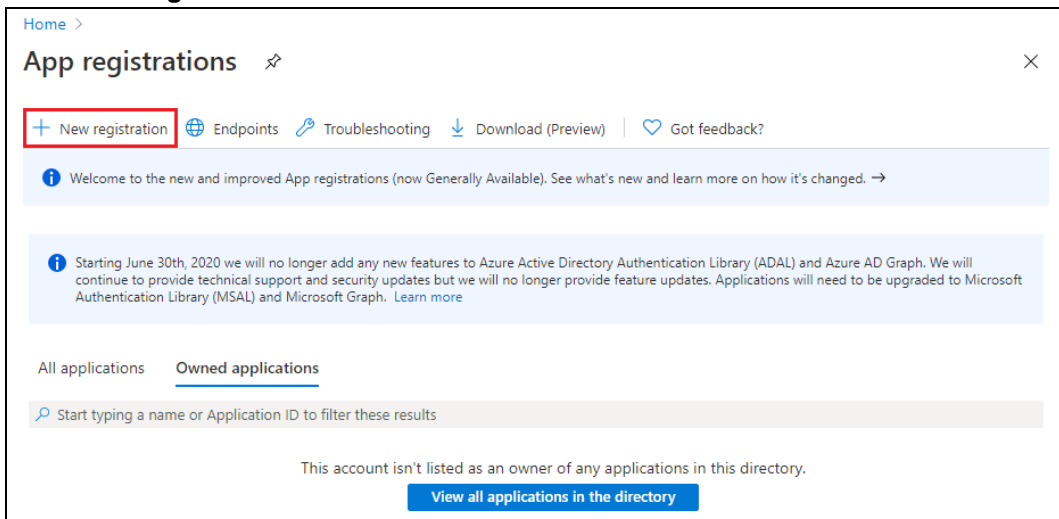 Home >
App registrations
+ New registration Endpoints Troubleshooting Download (Preview) Got feedback?
Welcome to the new and improved App registrations (now Generally Available). See what's new and learn more on how it's changed. →
Starting June 30th, 2020 we will no longer add any new features to Azure Active Directory Authentication Library (ADAL) and Azure AD Graph. We will
continue to provide technical support and security updates but we will no longer provide feature updates. Applications will need to be upgraded to Microsoft
Authentication Library (MSAL) and Microsoft Graph. Learn more
All applications Owned applications
Start typing a name or Application ID to filter these results
This account isn't listed as an owner of any applications in this directory.
View all applications in the directory